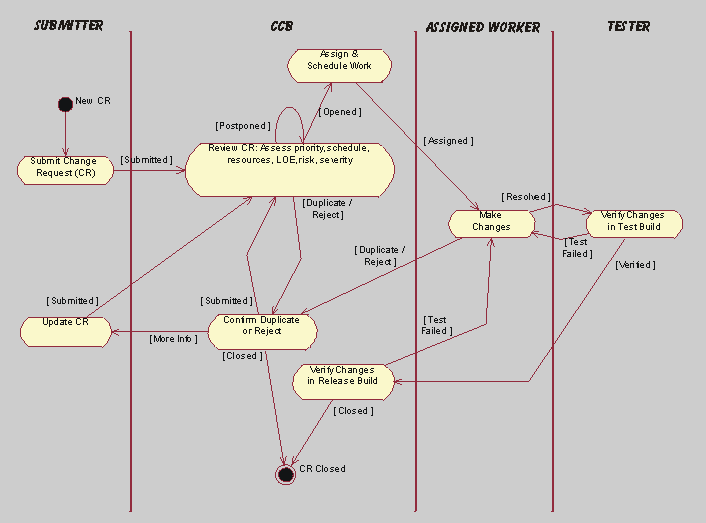 SUBMITTER
CCB
ASSIGNED WORKER
TESTER
Assign &
Schedule Work
New CR
[Postponed ]
[Opened ]
[Assigned ]
Submit Change
Request (CR)
[Submitted ]
Review CR: Assess priority,schedule,
resources, LOE,risk, severity
[Duplicate /
Reject ]
[Resolved ]
Make
Changes
Verify Changes
in Test Build
[Test
Failed ]
[Duplicate /
Reject ]
[Verified ]
[Submitted ]
[Submitted ]
Update CR
[More Info ]
Confirm Duplicate
or Reject
[Test
Failed ]
[Closed ]
Verify Changes
in Release Build
[Closed ]
CR Closed